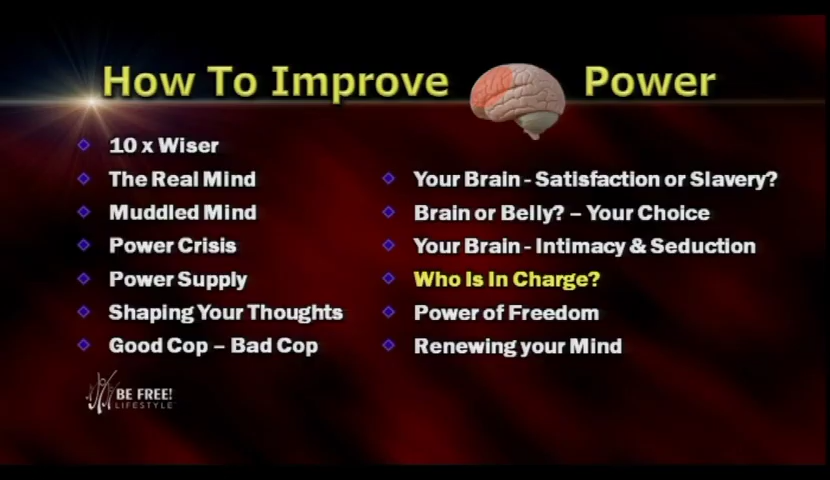 How To Improve Power
10 x Wiser
The Real Mind
Muddled Mind
Power Crisis
Power Supply
Shaping Your Thoughts
Good Cop – Bad Cop
Your Brain - Satisfaction or Slavery?
Brain or Belly? – Your Choice
Your Brain - Intimacy & Seduction
Who Is In Charge?
Power of Freedom
Renewing your Mind
BE FREE!
LIFESTYLE